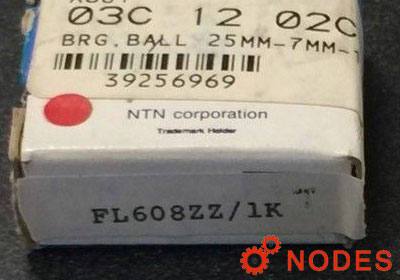 03C 12 02C
BRG. BALL 25MM-7MM-
39256969
NTN corporation
Trademark Holder
FL608ZZ/1K
NODES